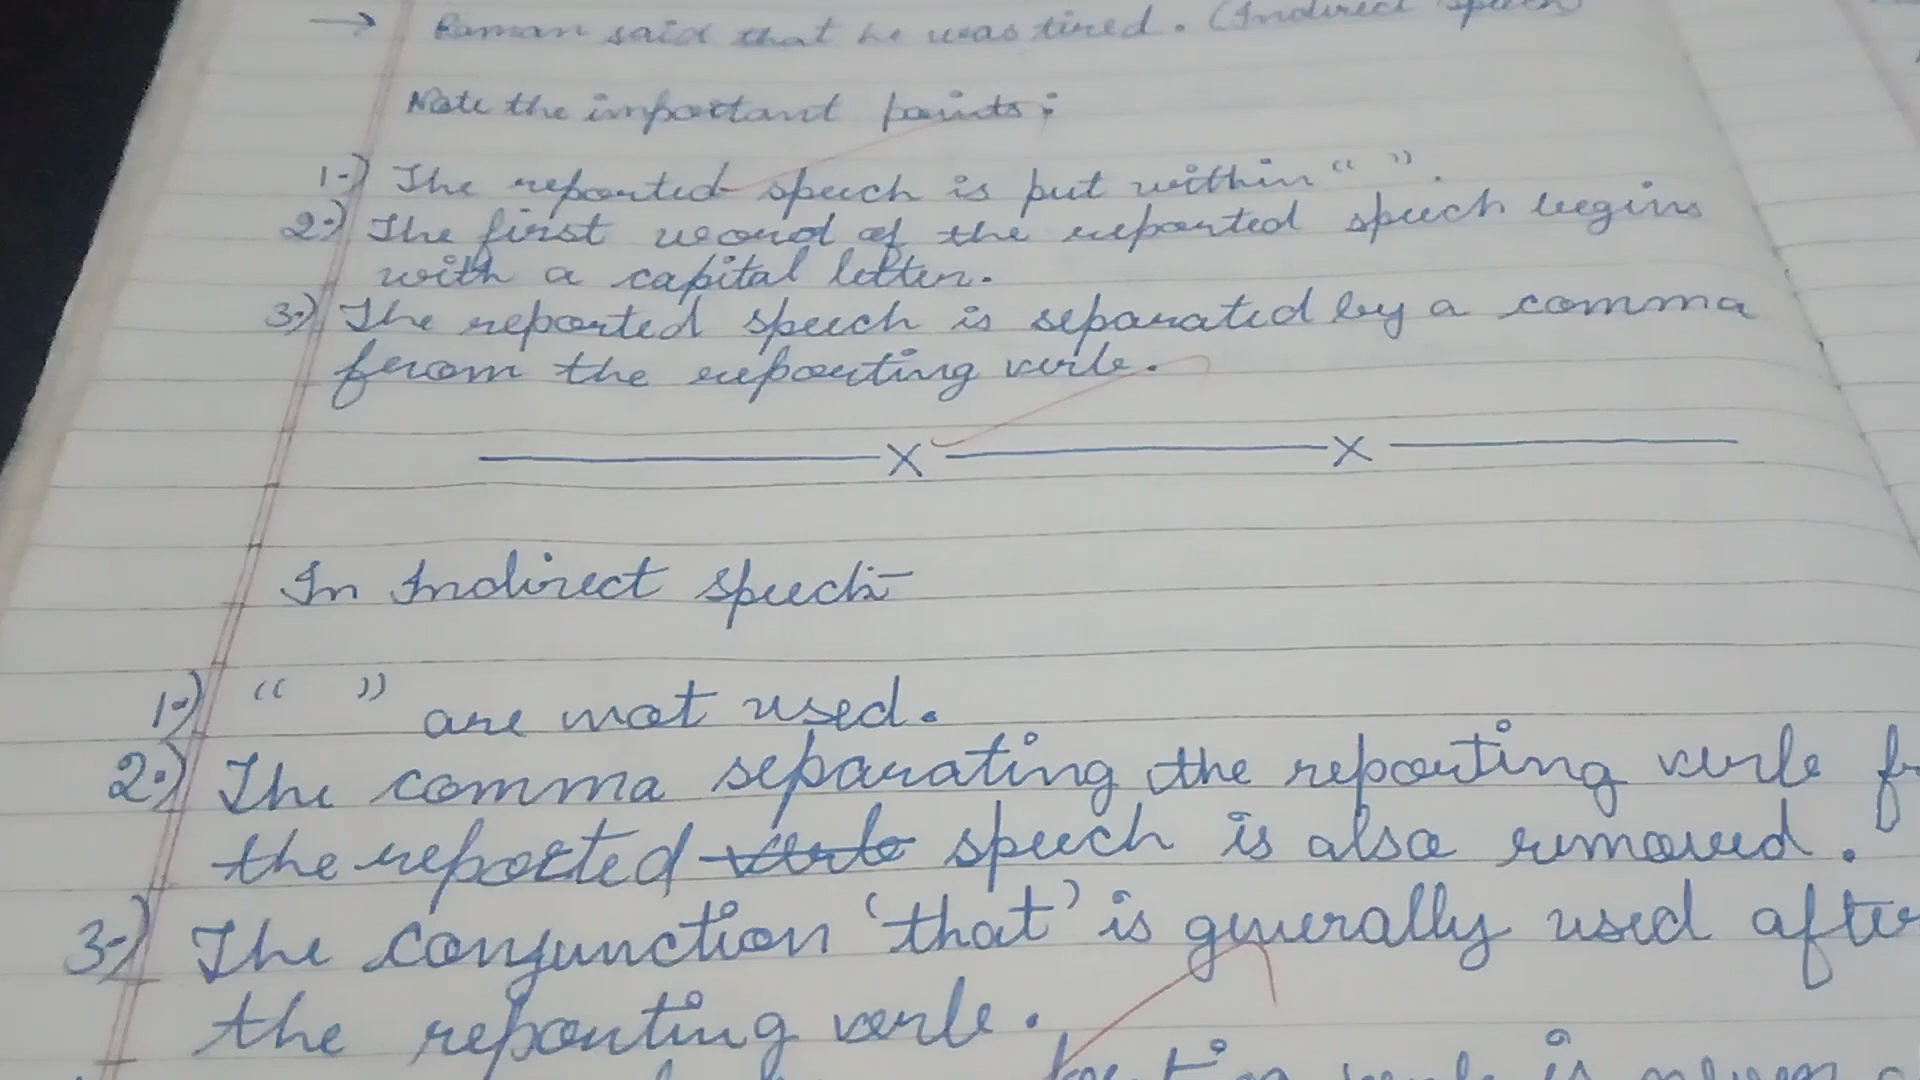 → Raman said that he was tired. (Indirect speech
Note the important points:
1-) The reported speech is put within “ ”.
2-) The first word of the reported speech begins
with a capital letter.
3-) The reported speech is separated by a comma
from the reporting verb.
X X
In Indirect speech-
1-) “ ” are not used.
2-) The comma separating the reporting verb
the reported verb speech is also removed.
3-) The conjunction ‘that’ is generally used after
the reporting verb.
is